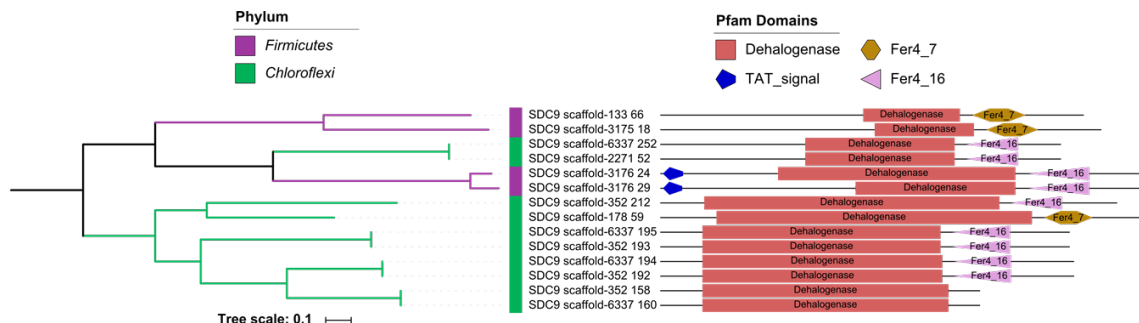 Phylum
Firmicutes
Chloroflexi
Pfam Domains
Dehalogenase
Fer4_7
TAT_signal
Fer4_16
SDC9 scaffold-133 66 Dehalogenase Fer4_7
SDC9 scaffold-3175 18 Dehalogenase Fer4_7
SDC9 scaffold-6337 252 Dehalogenase Fer4_16
SDC9 scaffold-2271 52 Dehalogenase Fer4_16
SDC9 scaffold-3176 24 Dehalogenase Fer4_16
SDC9 scaffold-3176 29 Dehalogenase Fer4_16
SDC9 scaffold-352 212 Dehalogenase Fer4_16
SDC9 scaffold-178 59 Dehalogenase Fer4_7
SDC9 scaffold-6337 195 Dehalogenase Fer4_16
SDC9 scaffold-352 193 Dehalogenase Fer4_16
SDC9 scaffold-6337 194 Dehalogenase Fer4_16
SDC9 scaffold-352 192 Dehalogenase Fer4_16
SDC9 scaffold-352 158 Dehalogenase
SDC9 scaffold-6337 160 Dehalogenase
Tree scale: 0.1